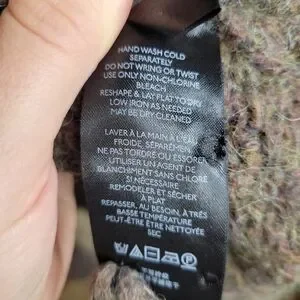 HAND WASH COLD
SEPARATELY
DO NOT WRING OR TWIST
USE ONLY NON-CHLORINE
BLEACH
RESHAPE & LAY FLAT TO DRY
LOW IRON AS NEEDED
MAY BE DRY CLEANED
LAVER À LA MAIN À L'EAU
FROIDE, SÉPARÉMENT
NE PAS TORDRE OU ESSORER
UTILISER UN AGENT DE
BLANCHIMENT SANS CHLORE
SI NÉCESSAIRE
REMODELER ET SÉCHER
À PLAT
REPASSER, AU BESOIN, À TRÈS
BASSE TEMPÉRATURE
PEUT-ÊTRE ÊTRE NETTOYÉE
SEC